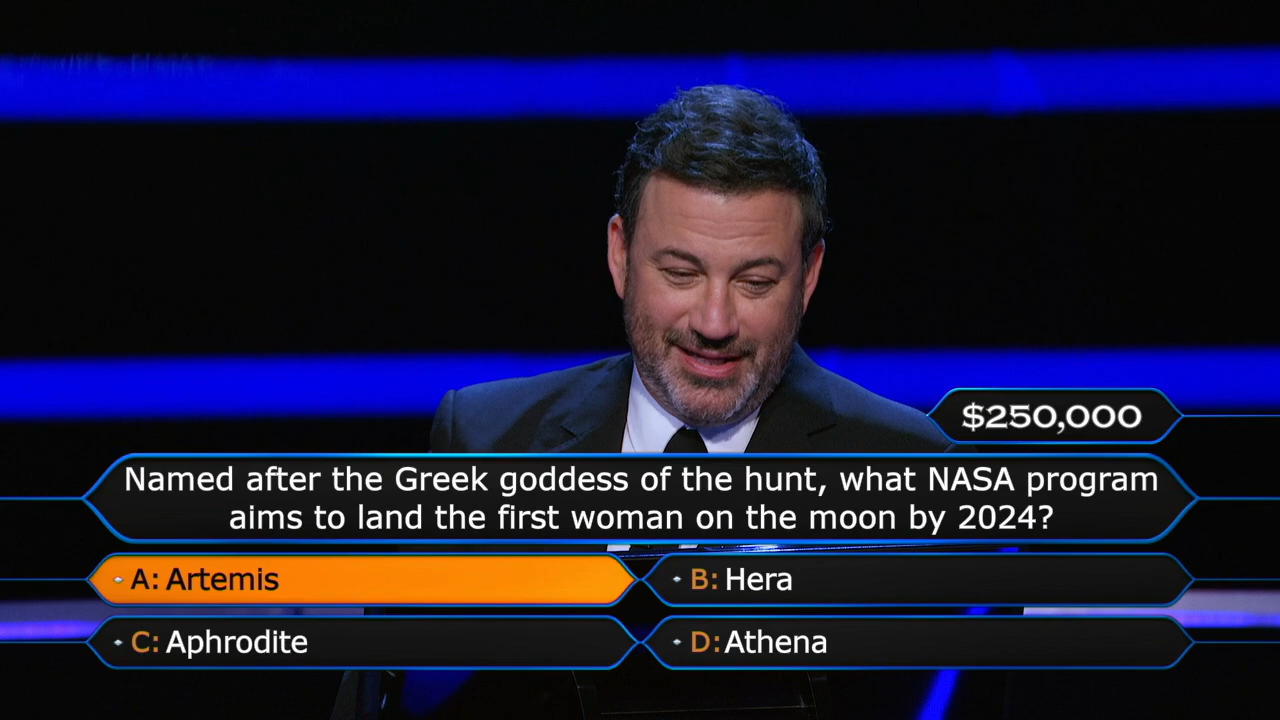 $250,000
Named after the Greek goddess of the hunt, what NASA program
aims to land the first woman on the moon by 2024?
A: Artemis
B: Hera
C: Aphrodite
D: Athena